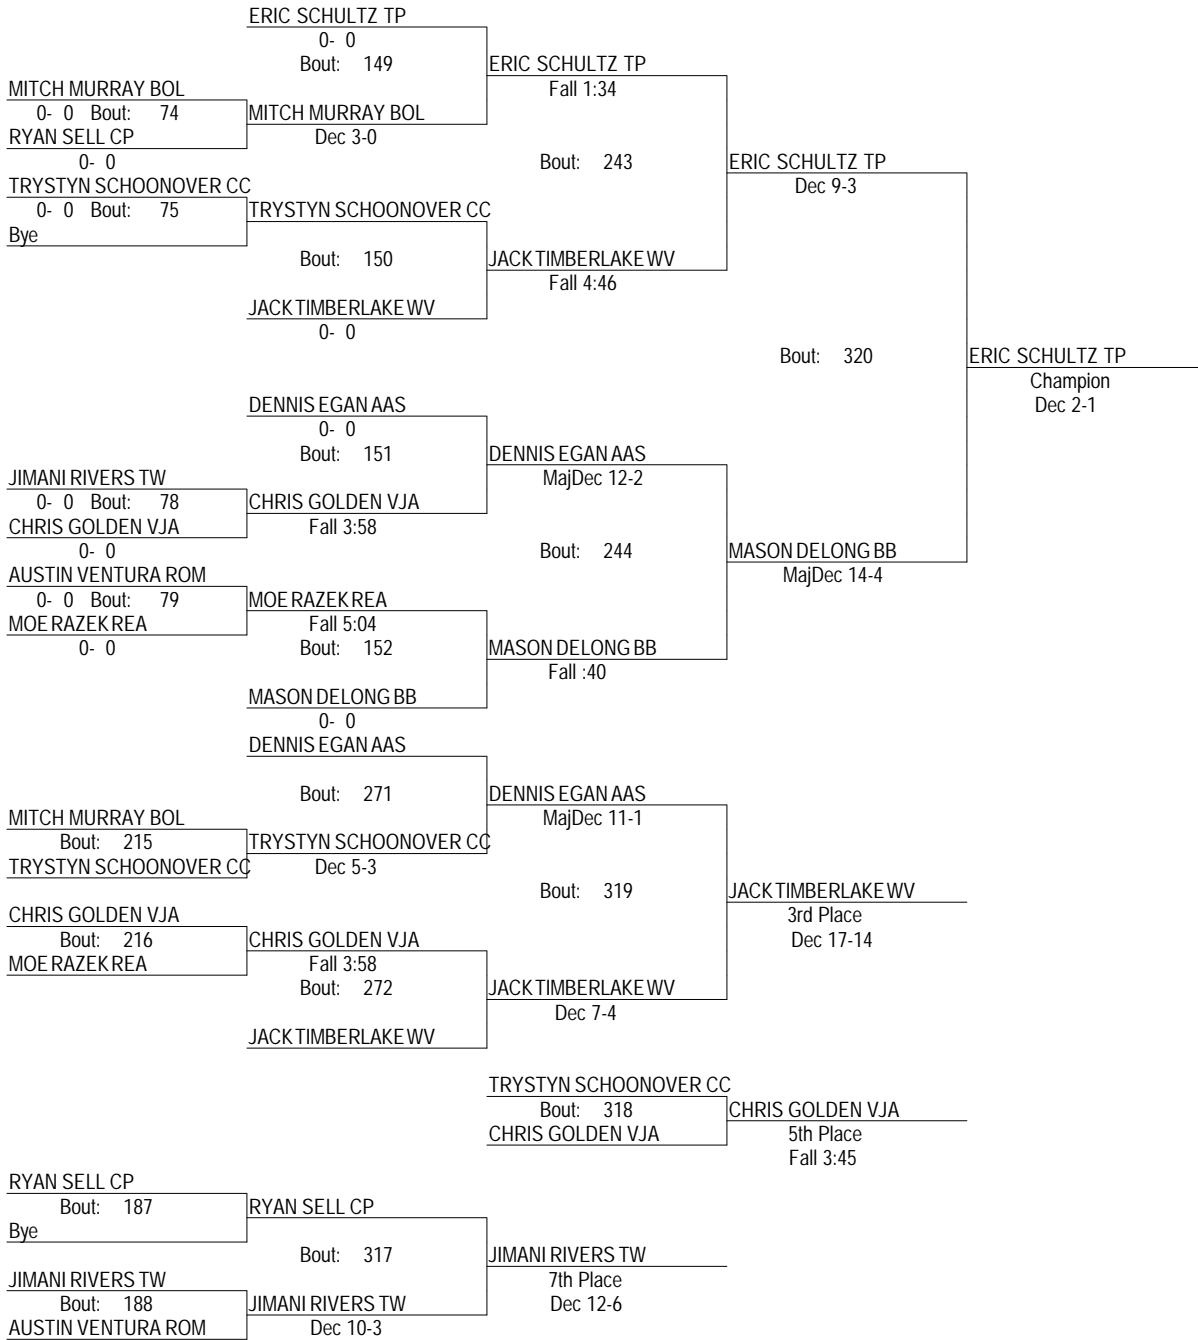 ERIC SCHULTZ TP
0- 0
Bout: 149
ERIC SCHULTZ TP
Fall 1:34
MITCH MURRAY BOL
0- 0 Bout: 74
MITCH MURRAY BOL
Dec 3-0
RYAN SELL CP
0- 0
Bout: 243
ERIC SCHULTZ TP
Dec 9-3
TRYSTYN SCHOONOVER CC
0- 0 Bout: 75
TRYSTYN SCHOONOVER CC
Bye
Bout: 150
JACK TIMBERLAKE WV
Fall 4:46
JACK TIMBERLAKE WV
0- 0
Bout: 320
ERIC SCHULTZ TP
Champion
Dec 2-1
DENNIS EGAN AAS
0- 0
Bout: 151
DENNIS EGAN AAS
MajDec 12-2
JIMANI RIVERS TW
0- 0 Bout: 78
CHRIS GOLDEN VJA
Fall 3:58
CHRIS GOLDEN VJA
0- 0
Bout: 244
MASON DELONG BB
MajDec 14-4
AUSTIN VENTURA ROM
0- 0 Bout: 79
MOE RAZEK REA
Fall 5:04
MOE RAZEK REA
0- 0
Bout: 152
MASON DELONG BB
Fall :40
MASON DELONG BB
0- 0
DENNIS EGAN AAS
Bout: 271
DENNIS EGAN AAS
MajDec 11-1
MITCH MURRAY BOL
Bout: 215
TRYSTYN SCHOONOVER CC
Dec 5-3
TRYSTYN SCHOONOVER CC
Bout: 319
JACK TIMBERLAKE WV
3rd Place
Dec 17-14
CHRIS GOLDEN VJA
Bout: 216
CHRIS GOLDEN VJA
Fall 3:58
MOE RAZEK REA
Bout: 272
JACK TIMBERLAKE WV
Dec 7-4
JACK TIMBERLAKE WV
TRYSTYN SCHOONOVER CC
Bout: 318
CHRIS GOLDEN VJA
CHRIS GOLDEN VJA
5th Place
Fall 3:45
RYAN SELL CP
Bout: 187
RYAN SELL CP
Bye
Bout: 317
JIMANI RIVERS TW
7th Place
Dec 12-6
JIMANI RIVERS TW
Bout: 188
JIMANI RIVERS TW
Dec 10-3
AUSTIN VENTURA ROM